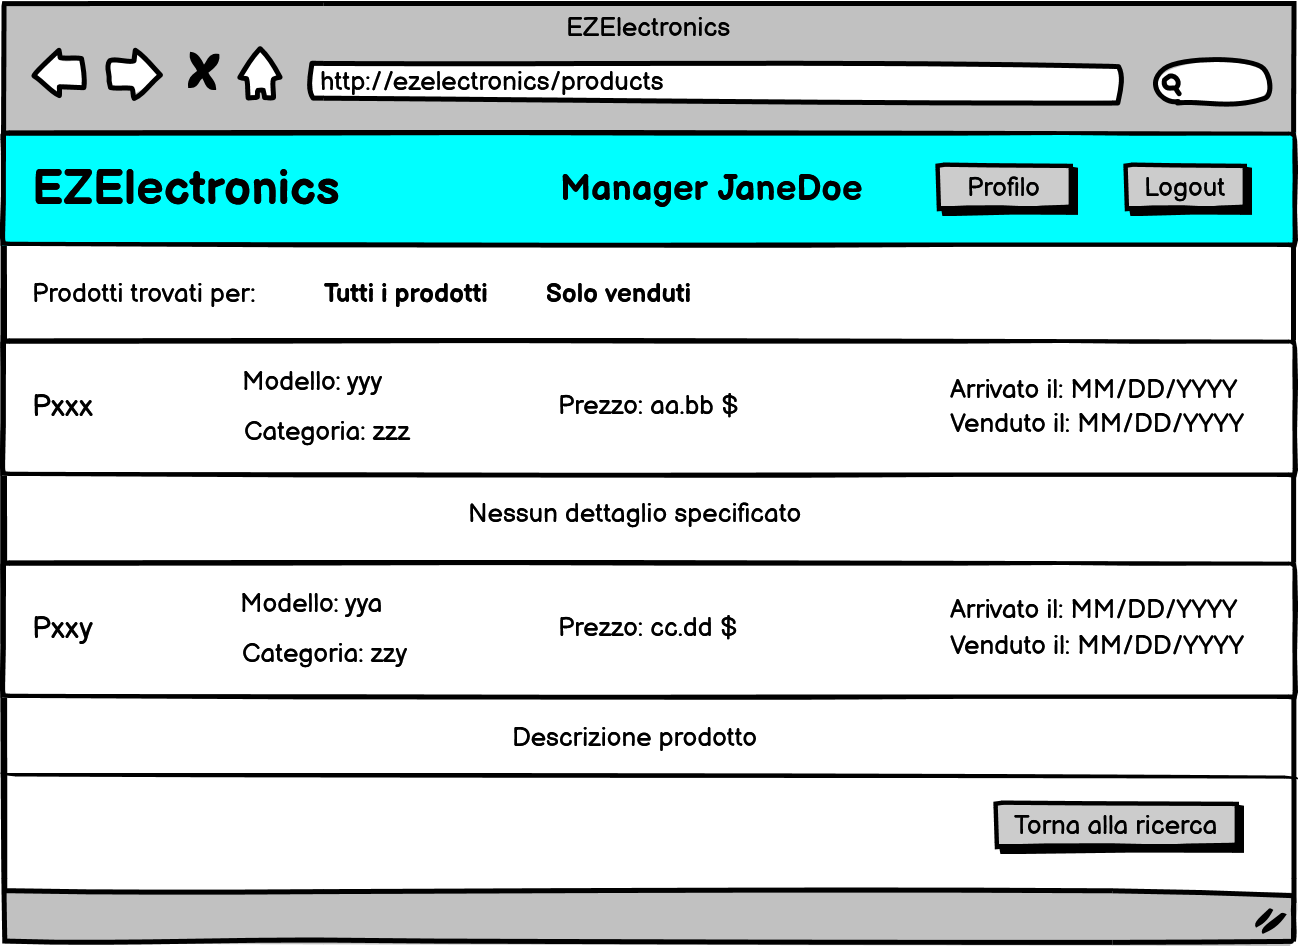 EZElectronics
http://ezelectronics/products
EZElectronics Manager JaneDoe Profilo Logout
Prodotti trovati per: Tutti i prodotti Solo venduti
Pxxx
Modello: yyy
Categoria: zzz
Prezzo: aa.bb $
Arrivato il: MM/DD/YYYY
Venduto il: MM/DD/YYYY
Nessun dettaglio specificato
Pxxy
Modello: yya
Categoria: zzy
Prezzo: cc.dd $
Arrivato il: MM/DD/YYYY
Venduto il: MM/DD/YYYY
Descrizione prodotto
Torna alla ricerca